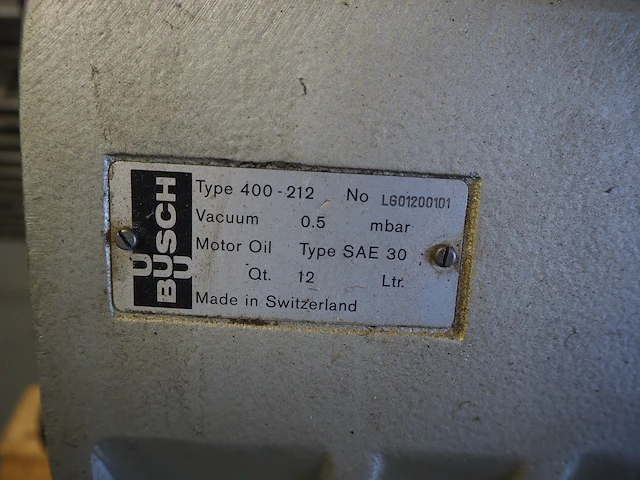 BUSCH
Type 400-212 No LG01200101
Vacuum 0.5 mbar
Motor Oil Type SAE 30
Qt. 12 Ltr.
Made in Switzerland